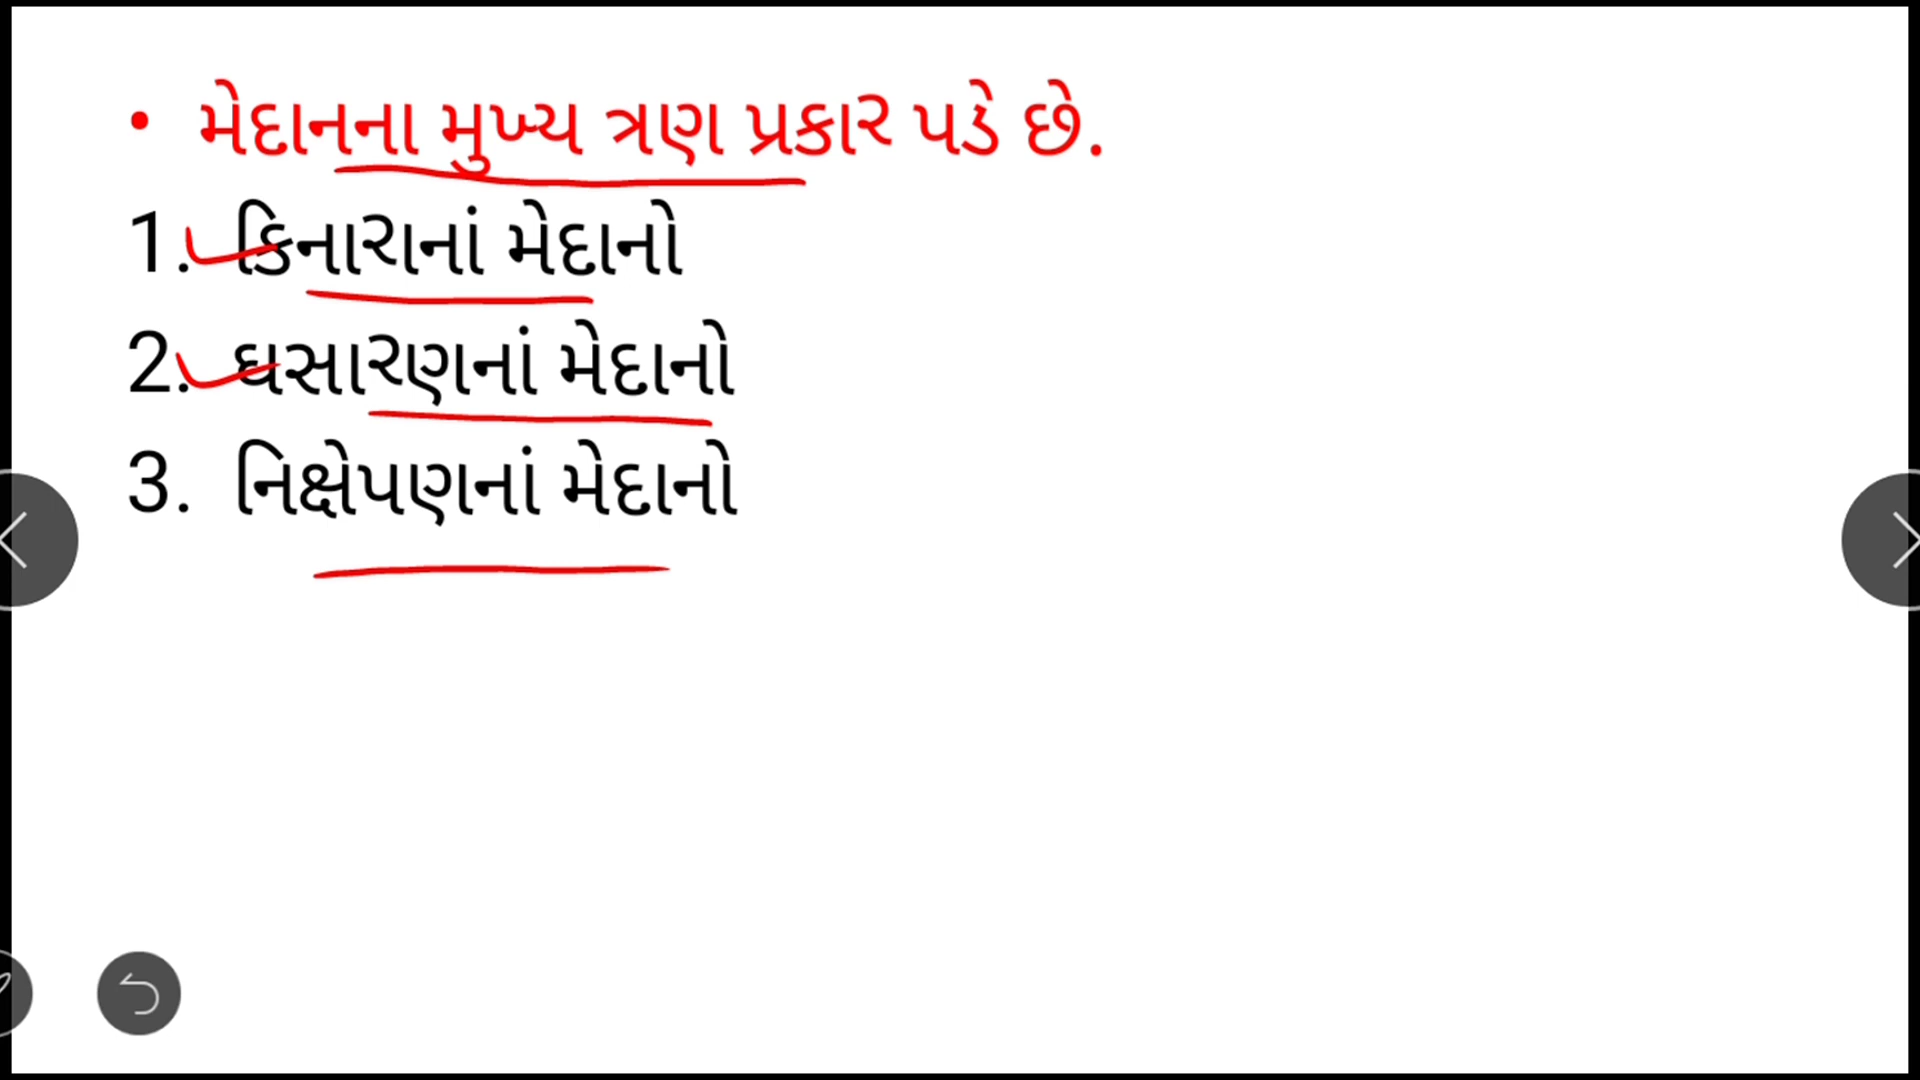 • મેદાનના મુખ્ય ત્રણ પ્રકાર પડે છે.
1. કિનારાનાં મેદાનો
2. ઘસારણનાં મેદાનો
3. નિક્ષેપણનાં મેદાનો